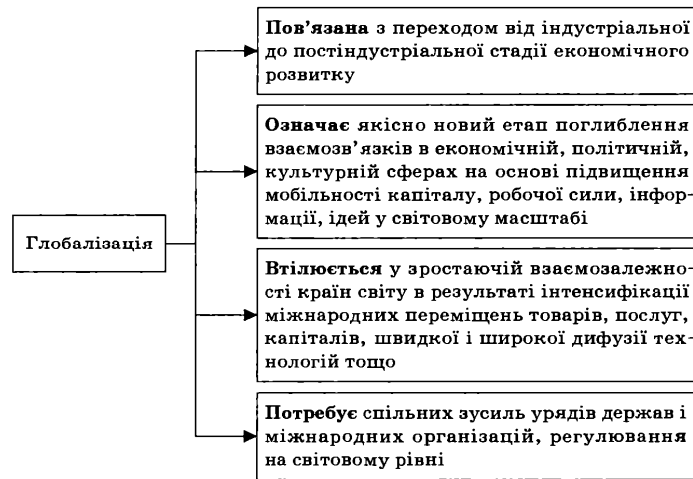 Пов’язана з переходом від індустріальної
до постіндустріальної стадії економічного
розвитку
Означає якісно новий етап поглиблення
взаємозв’язків в економічній, політичній,
культурній сферах на основі підвищення
мобільності капіталу, робочої сили, інфор-
мації, ідей у світовому масштабі
Глобалізація
Втілюється у зростаючій взаємозалежно-
сті країн світу в результаті інтенсифікації
міжнародних переміщень товарів, послуг,
капіталів, швидкої і широкої дифузії тех-
нологій тощо
Потребує спільних зусиль урядів держав і
міжнародних організацій, регулювання
на світовому рівні